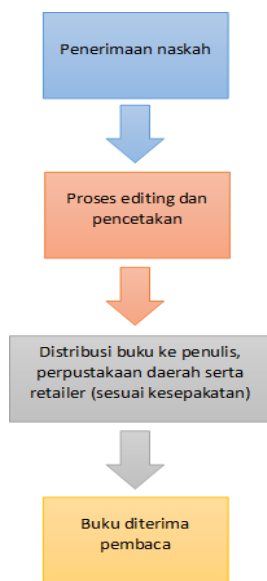 Penerimaan naskah
Proses editing dan
pencetakan
Distribusi buku ke penulis,
perpustakaan daerah serta
retailer (sesuai kesepakatan)
Buku diterima
pembaca